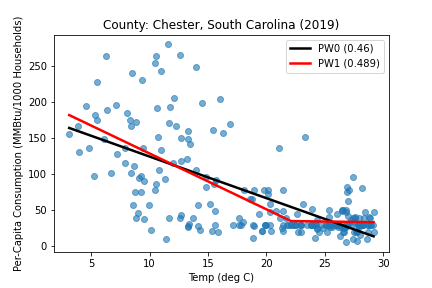 County: Chester, South Carolina (2019)
PW0 (0.46)
PW1 (0.489)
Per-Capita Consumption (MMBtu/1000 Households)
250
200
150
100
50
0
5
10
15
20
25
30
Temp (deg C)